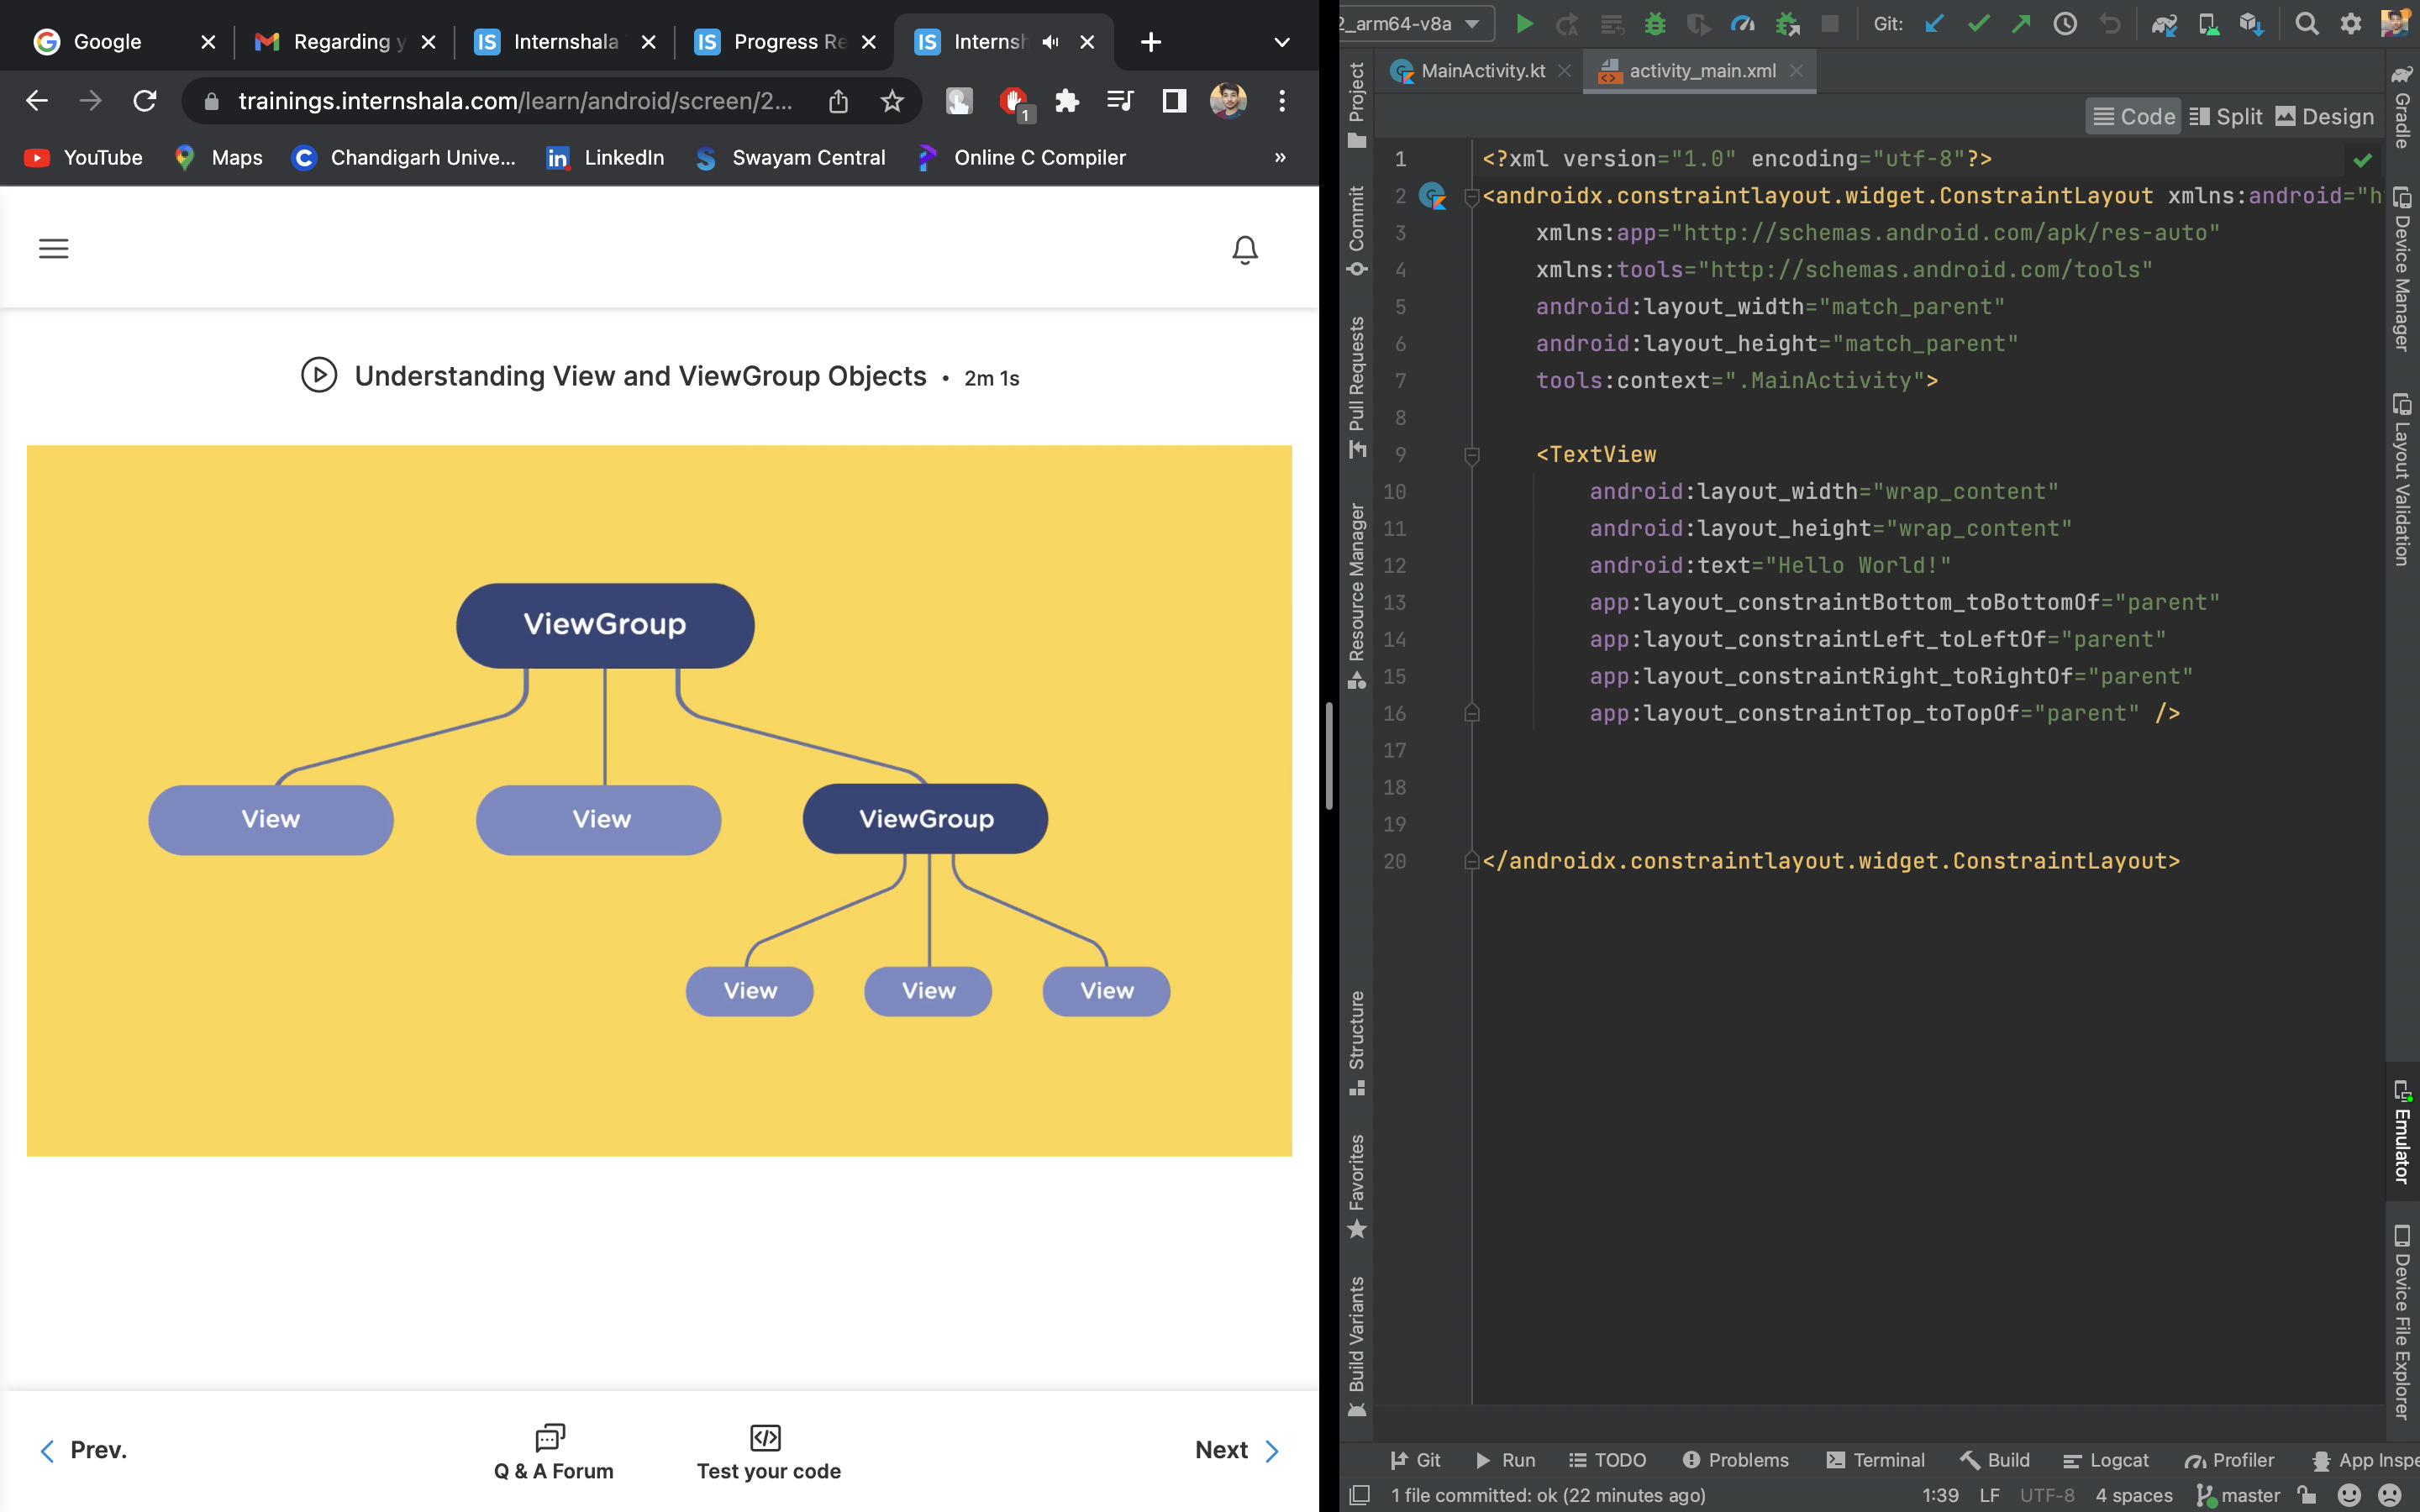 Google
Regarding y
IS Internshala
IS Progress Re
IS Internsh
trainings.internshala.com/learn/android/screen/2...
1
YouTube
Maps
C Chandigarh Unive...
in LinkedIn
S Swayam Central
Online C Compiler
»
Understanding View and ViewGroup Objects • 2m 1s
ViewGroup
View
View
ViewGroup
View
View
View
Prev.
Q & A Forum
Test your code
Next
2_arm64-v8a
Git:
MainActivity.kt
activity_main.xml
Code
Split
Design
Project
Commit
Pull Requests
Resource Manager
Structure
Favorites
Build Variants
1 <?xml version="1.0" encoding="utf-8"?>
2 <androidx.constraintlayout.widget.ConstraintLayout xmlns:android="h
3 xmlns:app="http://schemas.android.com/apk/res-auto"
4 xmlns:tools="http://schemas.android.com/tools"
5 android:layout_width="match_parent"
6 android:layout_height="match_parent"
7 tools:context=".MainActivity">
8
9 <TextView
10 android:layout_width="wrap_content"
11 android:layout_height="wrap_content"
12 android:text="Hello World!"
13 app:layout_constraintBottom_toBottomOf="parent"
14 app:layout_constraintLeft_toLeftOf="parent"
15 app:layout_constraintRight_toRightOf="parent"
16 app:layout_constraintTop_toTopOf="parent" />
17
18
19
20 </androidx.constraintlayout.widget.ConstraintLayout>
Gradle
Device Manager
Layout Validation
Emulator
Device File Explorer
Git
Run
TODO
Problems
Terminal
Build
Logcat
Profiler
App Inspe
1 file committed: ok (22 minutes ago)
1:39 LF UTF-8 4 spaces master